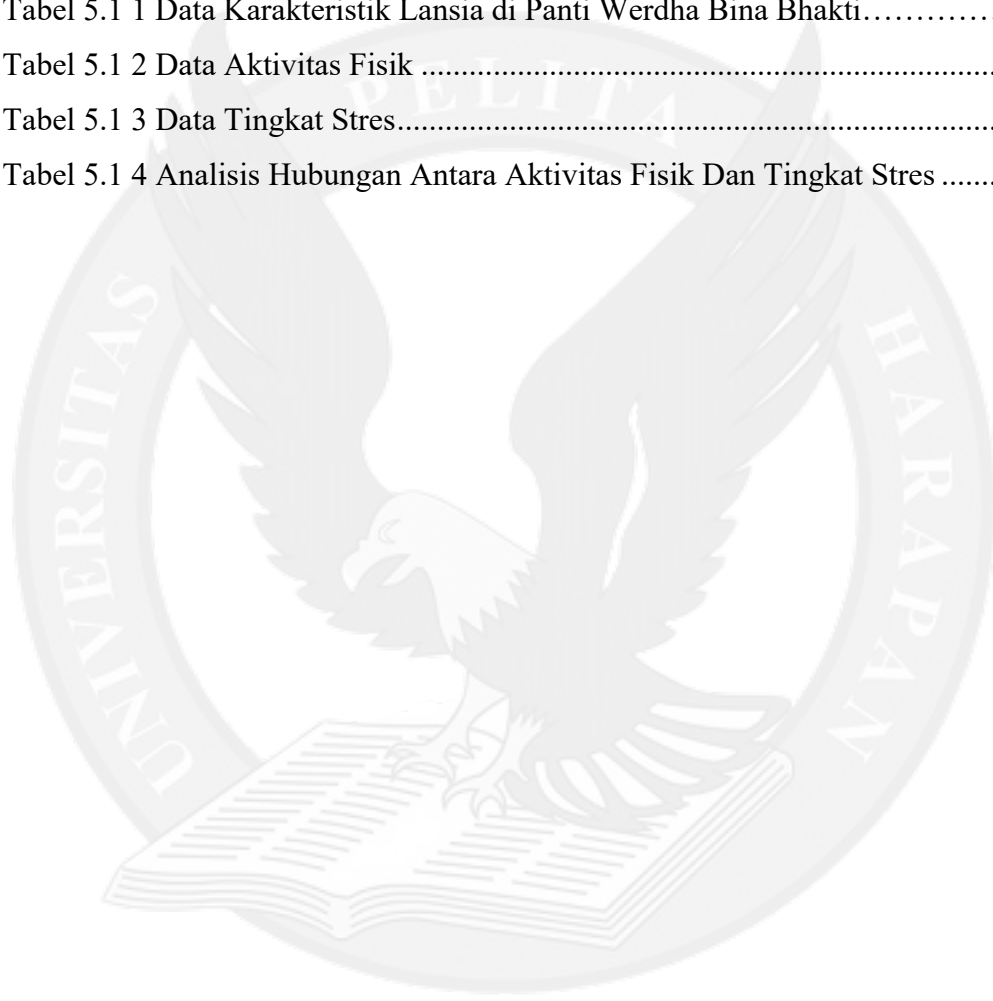 Tabel 5.1 1 Data Karakteristik Lansia di Panti Werdha Bina Bhakti…………
Tabel 5.1 2 Data Aktivitas Fisik ...............................................................................
Tabel 5.1 3 Data Tingkat Stres..................................................................................
Tabel 5.1 4 Analisis Hubungan Antara Aktivitas Fisik Dan Tingkat Stres .......
UNIVERSITAS PELITA HARAPAN